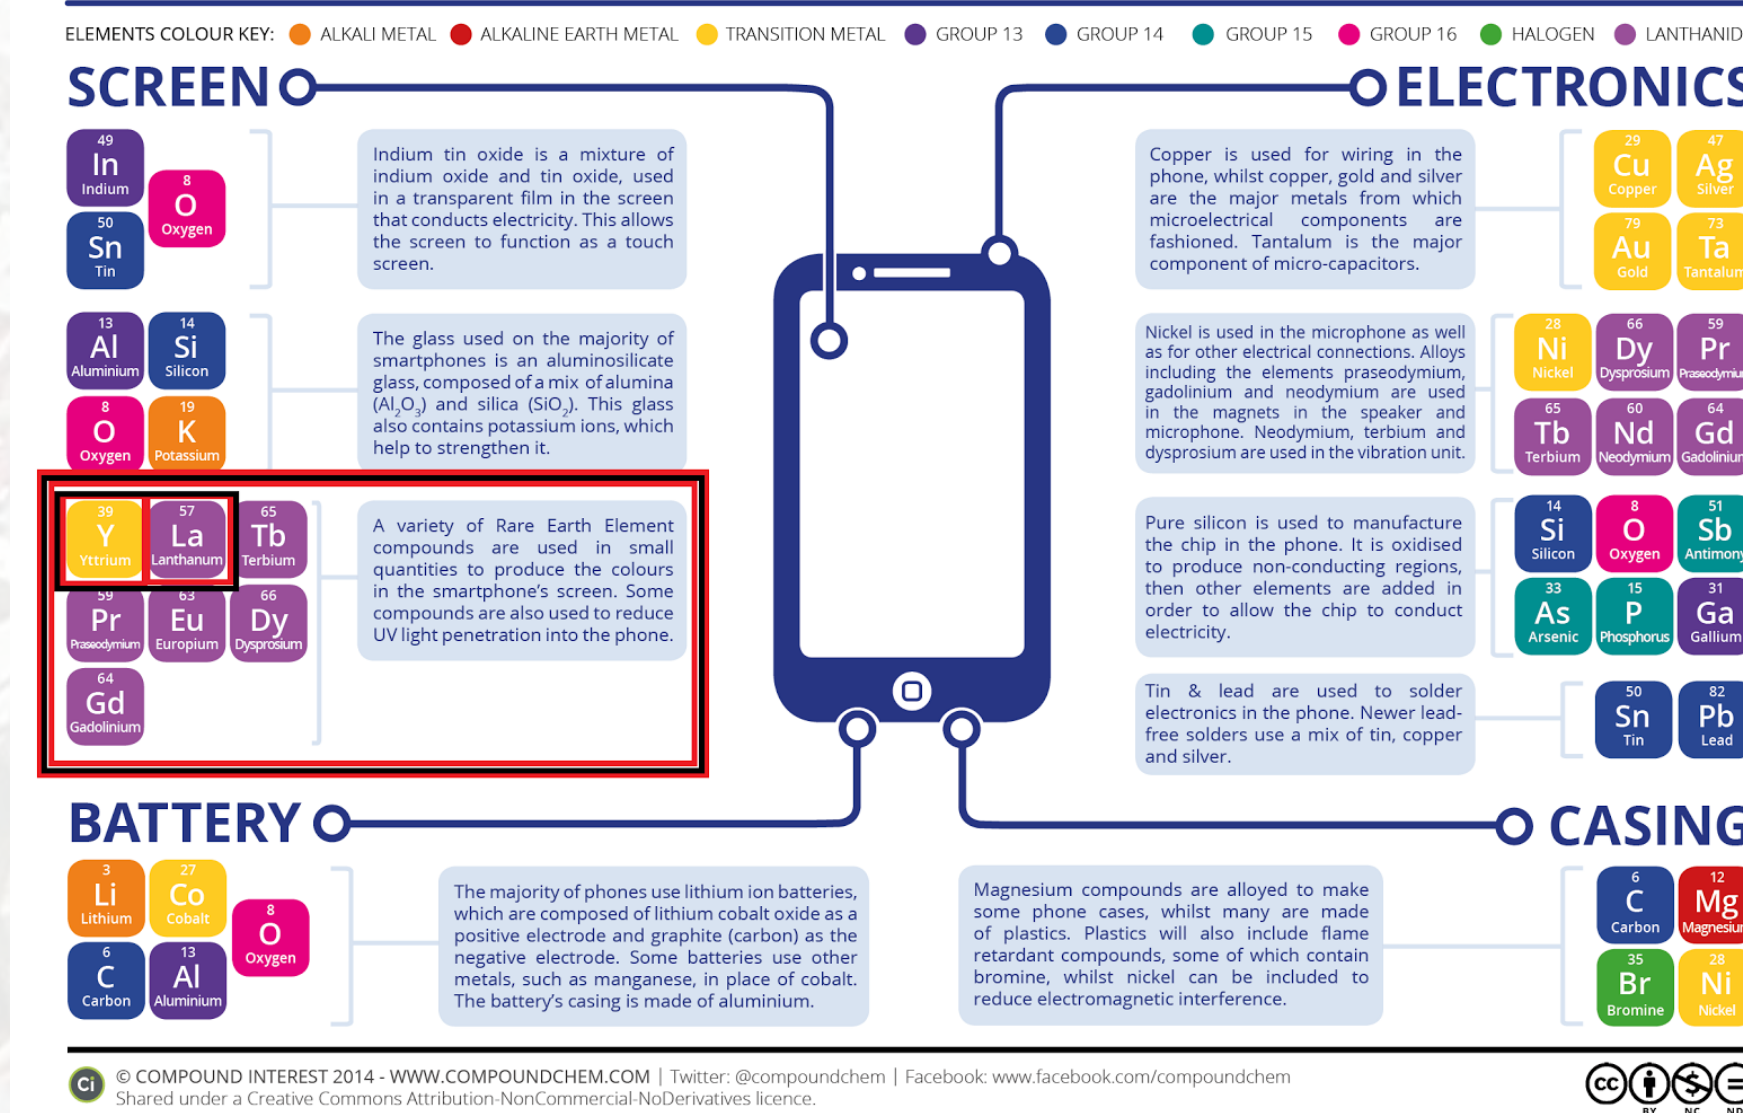 ELEMENTS COLOUR KEY: ALKALI METAL ALKALINE EARTH METAL TRANSITION METAL GROUP 13 GROUP 14 GROUP 15 GROUP 16 HALOGEN LANTHANID
SCREEN
49
In
Indium
8
O
Oxygen
50
Sn
Tin
Indium tin oxide is a mixture of
indium oxide and tin oxide, used
in a transparent film in the screen
that conducts electricity. This allows
the screen to function as a touch
screen.
13
Al
Aluminium
14
Si
Silicon
8
O
Oxygen
19
K
Potassium
The glass used on the majority of
smartphones is an aluminosilicate
glass, composed of a mix of alumina
(Al₂O₃) and silica (SiO₂). This glass
also contains potassium ions, which
help to strengthen it.
39
Y
Yttrium
57
La
Lanthanum
65
Tb
Terbium
59
Pr
Praseodymium
63
Eu
Europium
66
Dy
Dysprosium
64
Gd
Gadolinium
A variety of Rare Earth Element
compounds are used in small
quantities to produce the colours
in the smartphone's screen. Some
compounds are also used to reduce
UV light penetration into the phone.
ELECTRONICS
Copper is used for wiring in the
phone, whilst copper, gold and silver
are the major metals from which
microelectrical components are
fashioned. Tantalum is the major
component of micro-capacitors.
29
Cu
Copper
47
Ag
Silver
79
Au
Gold
73
Ta
Tantalum
Nickel is used in the microphone as well
as for other electrical connections. Alloys
including the elements praseodymium,
gadolinium and neodymium are used
in the magnets in the speaker and
microphone. Neodymium, terbium and
dysprosium are used in the vibration unit.
28
Ni
Nickel
66
Dy
Dysprosium
59
Pr
Praseodymiu
65
Tb
Terbium
60
Nd
Neodymium
64
Gd
Gadolinium
Pure silicon is used to manufacture
the chip in the phone. It is oxidised
to produce non-conducting regions,
then other elements are added in
order to allow the chip to conduct
electricity.
14
Si
Silicon
8
O
Oxygen
51
Sb
Antimony
33
As
Arsenic
15
P
Phosphorus
31
Ga
Gallium
Tin & lead are used to solder
electronics in the phone. Newer lead-
free solders use a mix of tin, copper
and silver.
50
Sn
Tin
82
Pb
Lead
BATTERY
3
Li
Lithium
27
Co
Cobalt
8
O
Oxygen
6
C
Carbon
13
Al
Aluminium
The majority of phones use lithium ion batteries,
which are composed of lithium cobalt oxide as a
positive electrode and graphite (carbon) as the
negative electrode. Some batteries use other
metals, such as manganese, in place of cobalt.
The battery's casing is made of aluminium.
CASING
Magnesium compounds are alloyed to make
some phone cases, whilst many are made
of plastics. Plastics will also include flame
retardant compounds, some of which contain
bromine, whilst nickel can be included to
reduce electromagnetic interference.
6
C
Carbon
12
Mg
Magnesium
35
Br
Bromine
28
Ni
Nickel
Ci © COMPOUND INTEREST 2014 - WWW.COMPOUNDCHEM.COM | Twitter: @compoundchem | Facebook: www.facebook.com/compoundchem
Shared under a Creative Commons Attribution-NonCommercial-NoDerivatives licence.
cc
BY NC ND